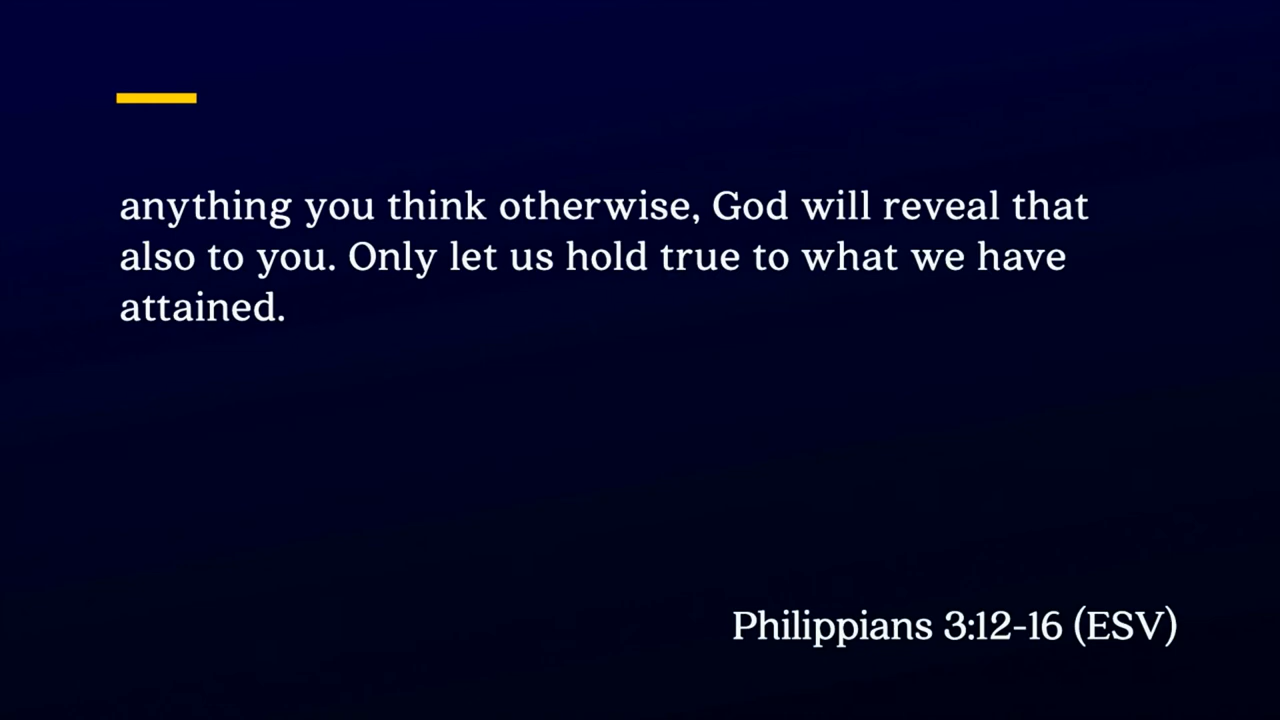 anything you think otherwise, God will reveal that
also to you. Only let us hold true to what we have
attained.
Philippians 3:12-16 (ESV)